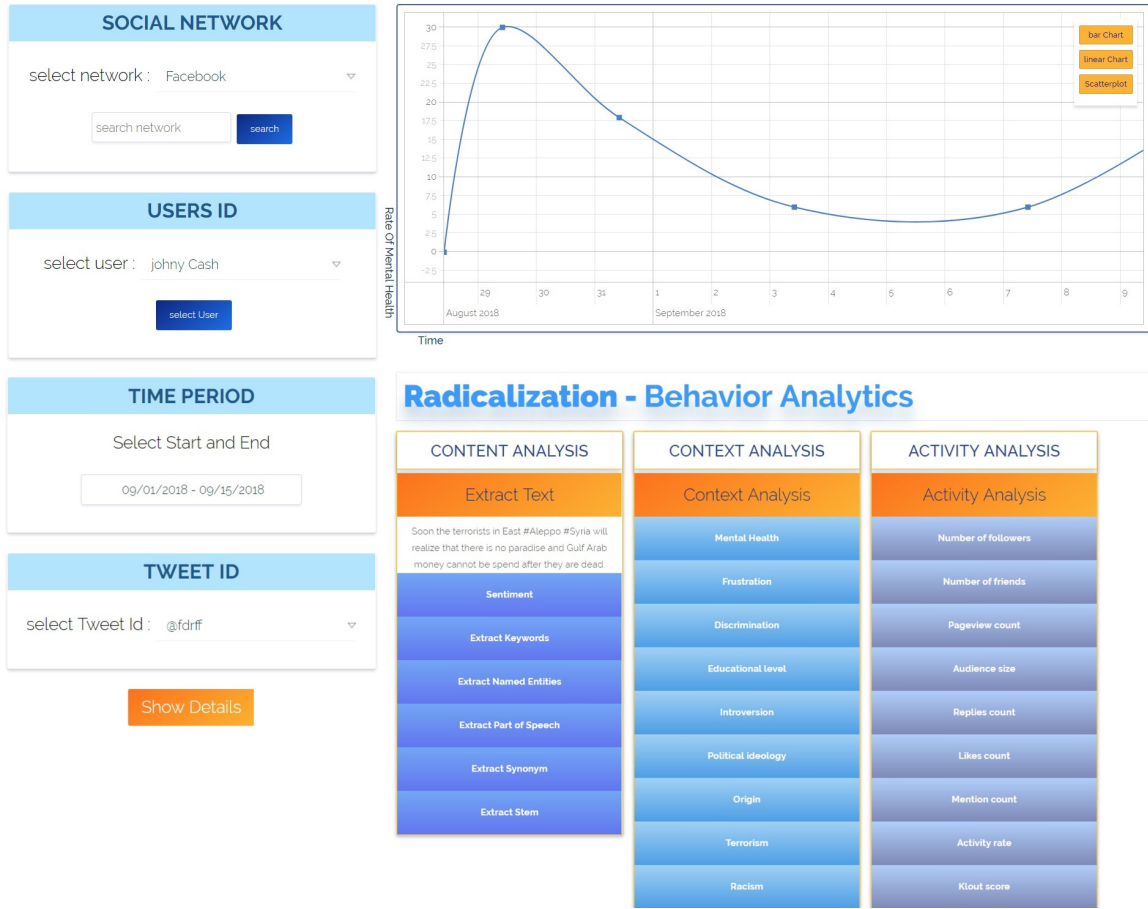 SOCIAL NETWORK
select network : Facebook
search network
search
USERS ID
select user : johny Cash
select User
TIME PERIOD
Select Start and End
09/01/2018 - 09/15/2018
TWEET ID
select Tweet Id : @fdrff
Show Details
30
27.5
25
22.5
20
17.5
15
12.5
10
7.5
5
2.5
0
-2.5
Rate Of Mental Health
bar Chart
linear Chart
Scatterplot
29 30 31 1 2 3 4 5 6 7 8 9
August 2018 September 2018
Time
Radicalization - Behavior Analytics
CONTENT ANALYSIS
Extract Text
Soon the terrorists in East #Aleppo #Syria will
realize that there is no paradise and Gulf Arab
money cannot be spend after they are dead.
Sentiment
Extract Keywords
Extract Named Entities
Extract Part of Speech
Extract Synonym
Extract Stem
CONTEXT ANALYSIS
Context Analysis
Mental Health
Frustration
Discrimination
Educational level
Introversion
Political ideology
Origin
Terrorism
Racism
ACTIVITY ANALYSIS
Activity Analysis
Number of followers
Number of friends
Pageview count
Audience size
Replies count
Likes count
Mention count
Activity rate
Klout score